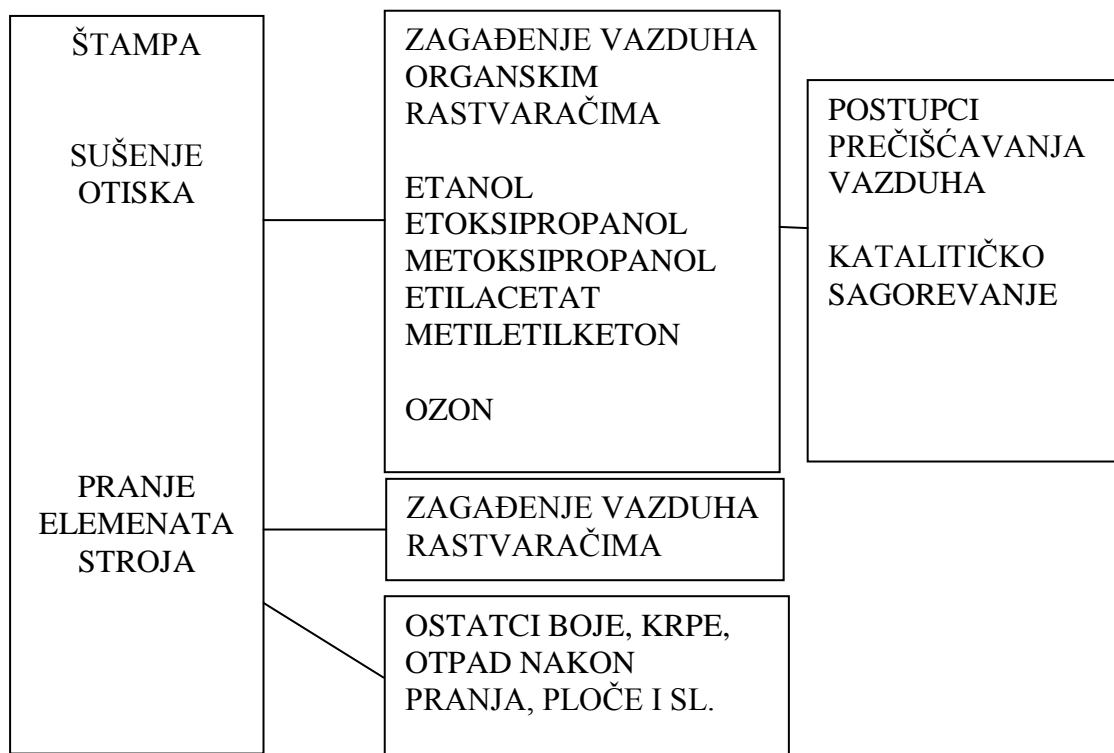 ŠTAMPA
SUŠENJE
OTISKA
PRANJE
ELEMENATA
STROJA
ZAGAĐENJE VAZDUHA
ORGANSKIM
RASTVARAČIMA
ETANOL
ETOKSIPROPANOL
METOKSIPROPANOL
ETILACETAT
METILETILKETON
OZON
ZAGAĐENJE VAZDUHA
RASTVARAČIMA
OSTATCI BOJE, KRPE,
OTPAD NAKON
PRANJA, PLOČE I SL.
POSTUPCI
PREČIŠĆAVANJA
VAZDUHA
KATALITIČKO
SAGOREVANJE